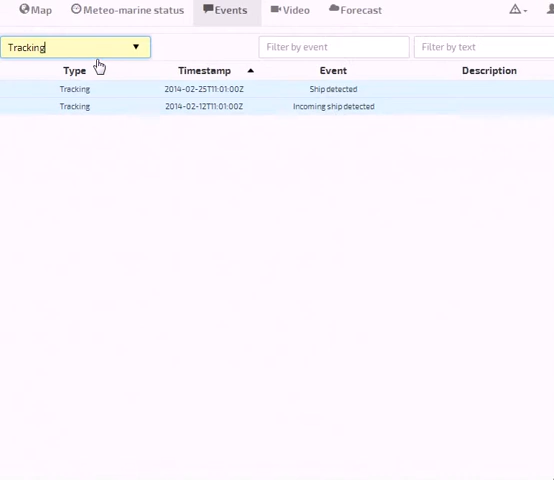 Map Meteo-marine status Events Video Forecast
Tracking Filter by event Filter by text
Type Timestamp Event Description
Tracking 2014-02-25T11:01:00Z Ship detected
Tracking 2014-02-12T11:01:00Z Incoming ship detected